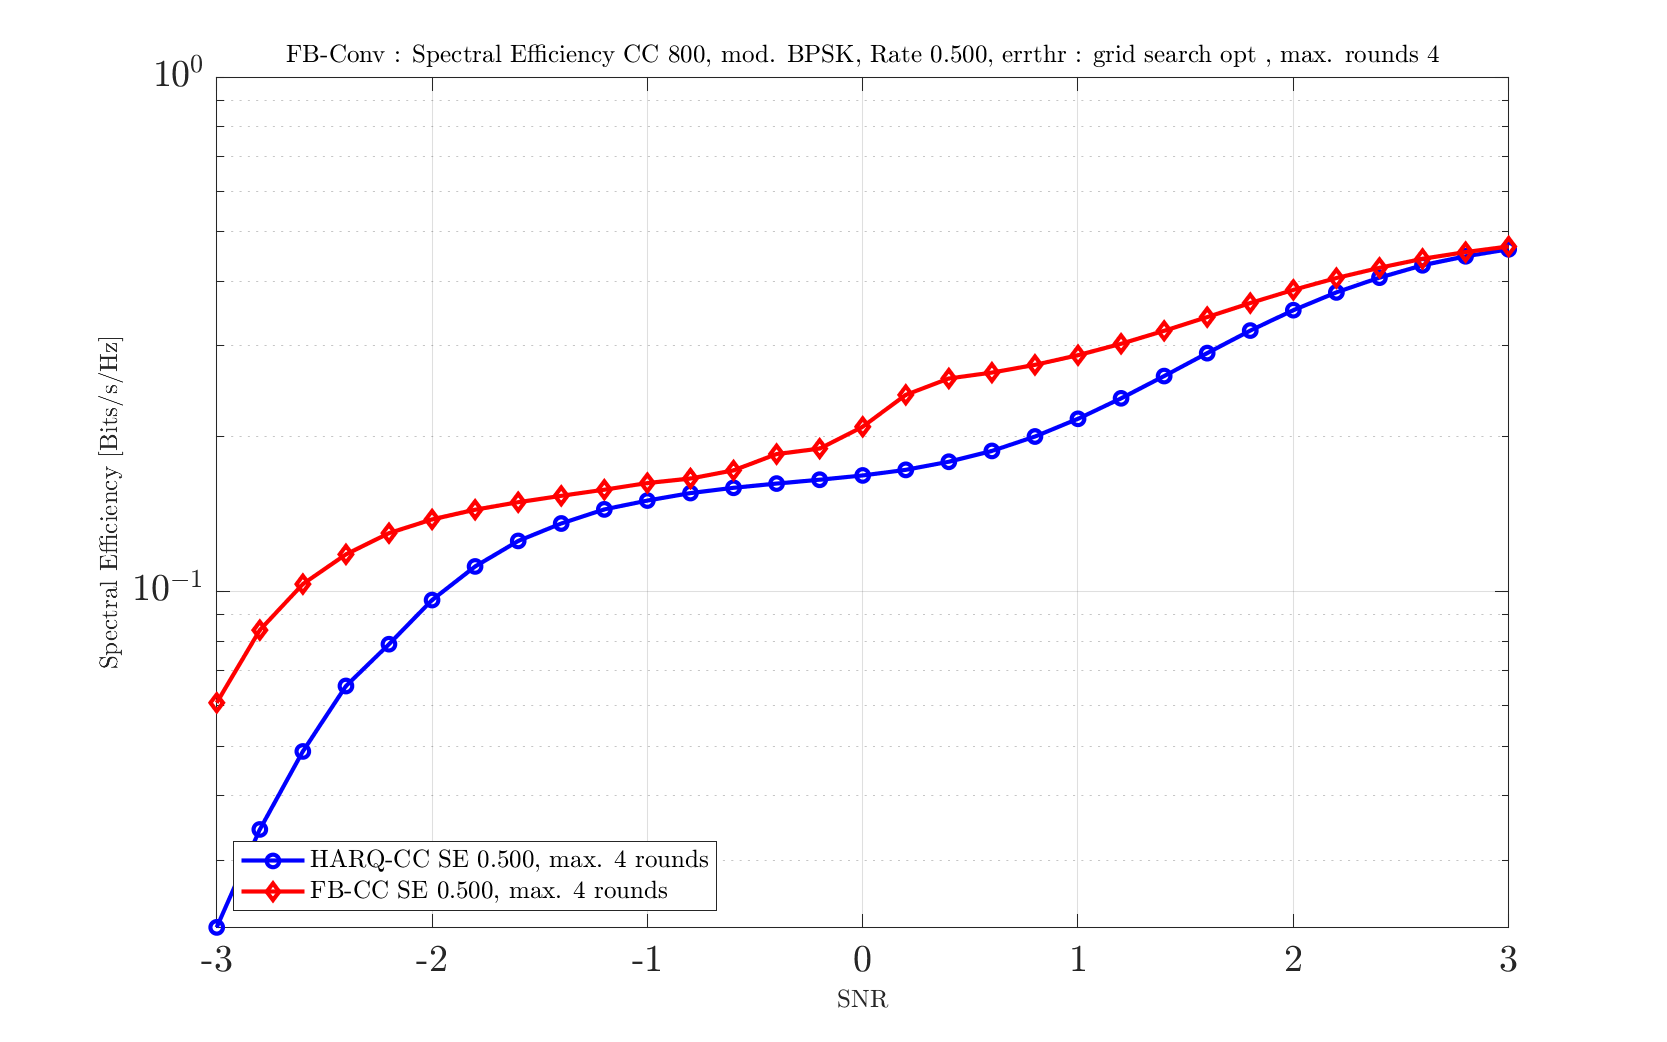 FB-Conv : Spectral Efficiency CC 800, mod. BPSK, Rate 0.500, errthr : grid search opt , max. rounds 4
10^0
10^−1
Spectral Efficiency [Bits/s/Hz]
HARQ-CC SE 0.500, max. 4 rounds
FB-CC SE 0.500, max. 4 rounds
-3 -2 -1 0 1 2 3
SNR